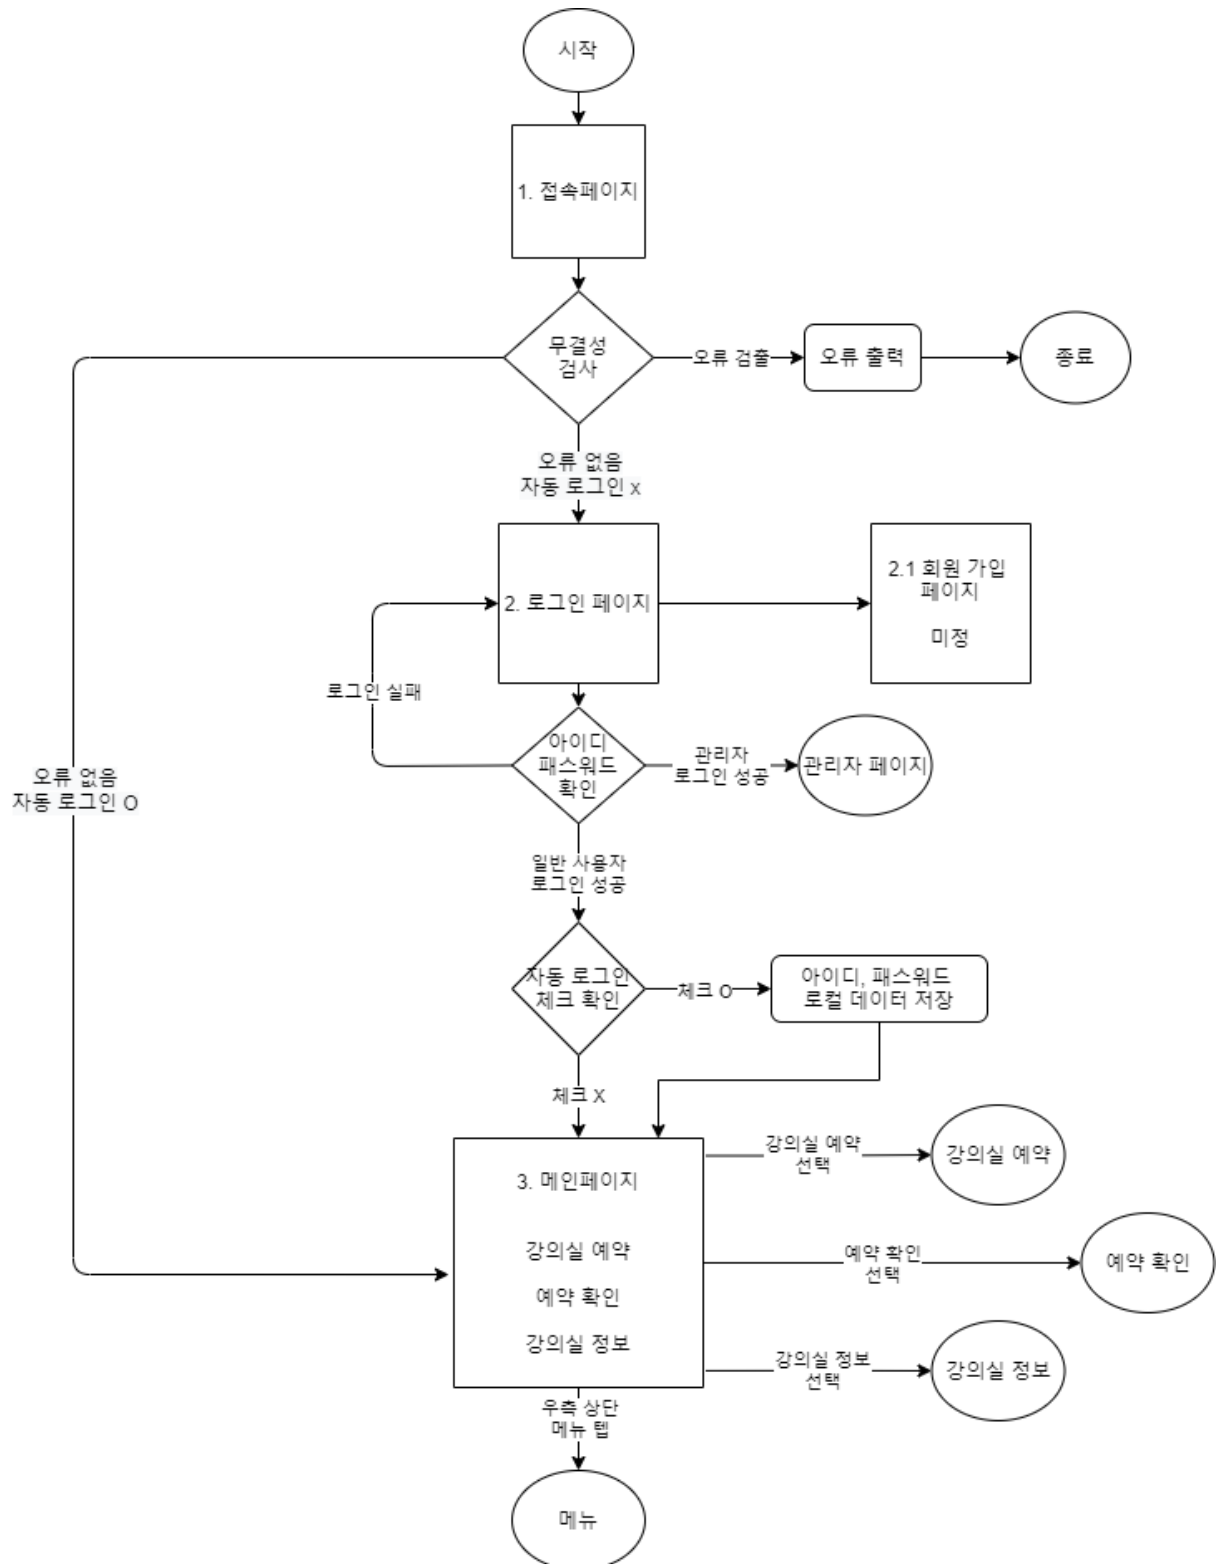 시작
1. 접속페이지
무결성
검사
오류 검출
오류 출력
종료
오류 없음
자동 로그인 x
2. 로그인 페이지
2.1 회원 가입
페이지
미정
로그인 실패
아이디
패스워드
확인
관리자
로그인 성공
관리자 페이지
오류 없음
자동 로그인 O
일반 사용자
로그인 성공
자동 로그인
체크 확인
체크 O
아이디, 패스워드
로컬 데이터 저장
체크 X
3. 메인페이지
강의실 예약
예약 확인
강의실 정보
강의실 예약
선택
강의실 예약
예약 확인
선택
예약 확인
강의실 정보
선택
강의실 정보
우측 상단
메뉴 텝
메뉴